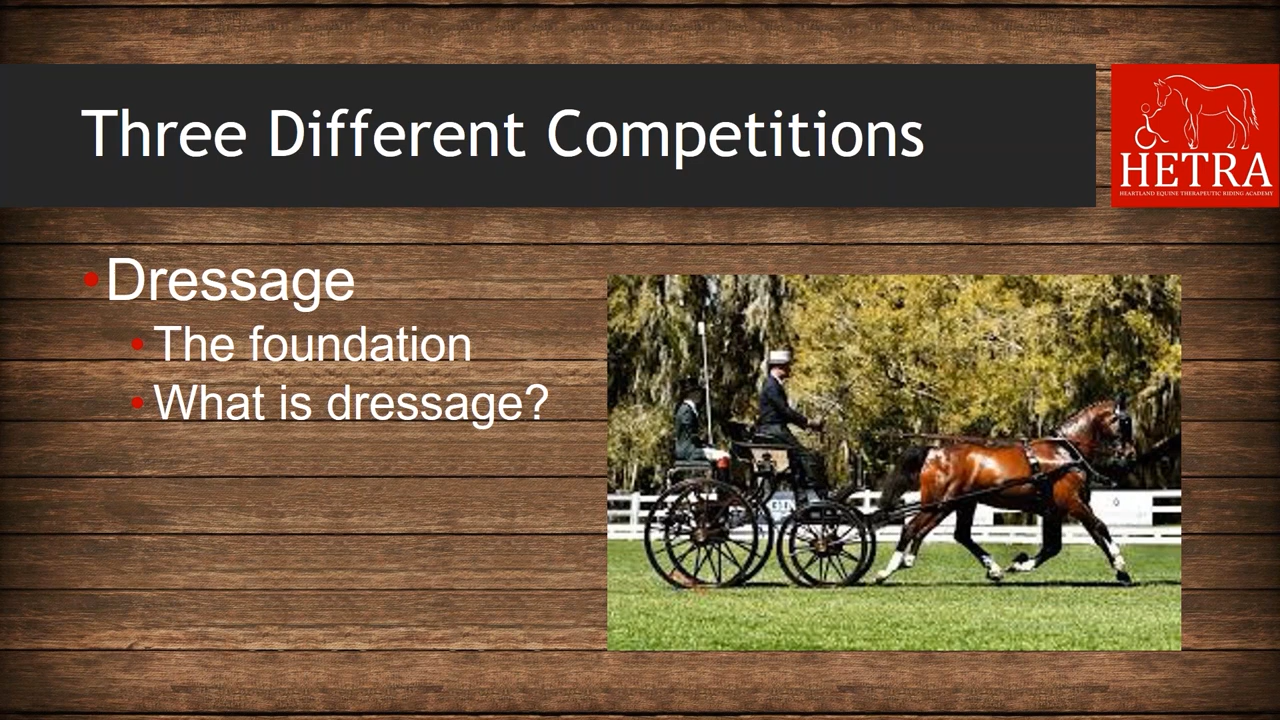 Three Different Competitions
HETRA
HEARTLAND EQUINE THERAPEUTIC RIDING ACADEMY
•Dressage
•The foundation
•What is dressage?